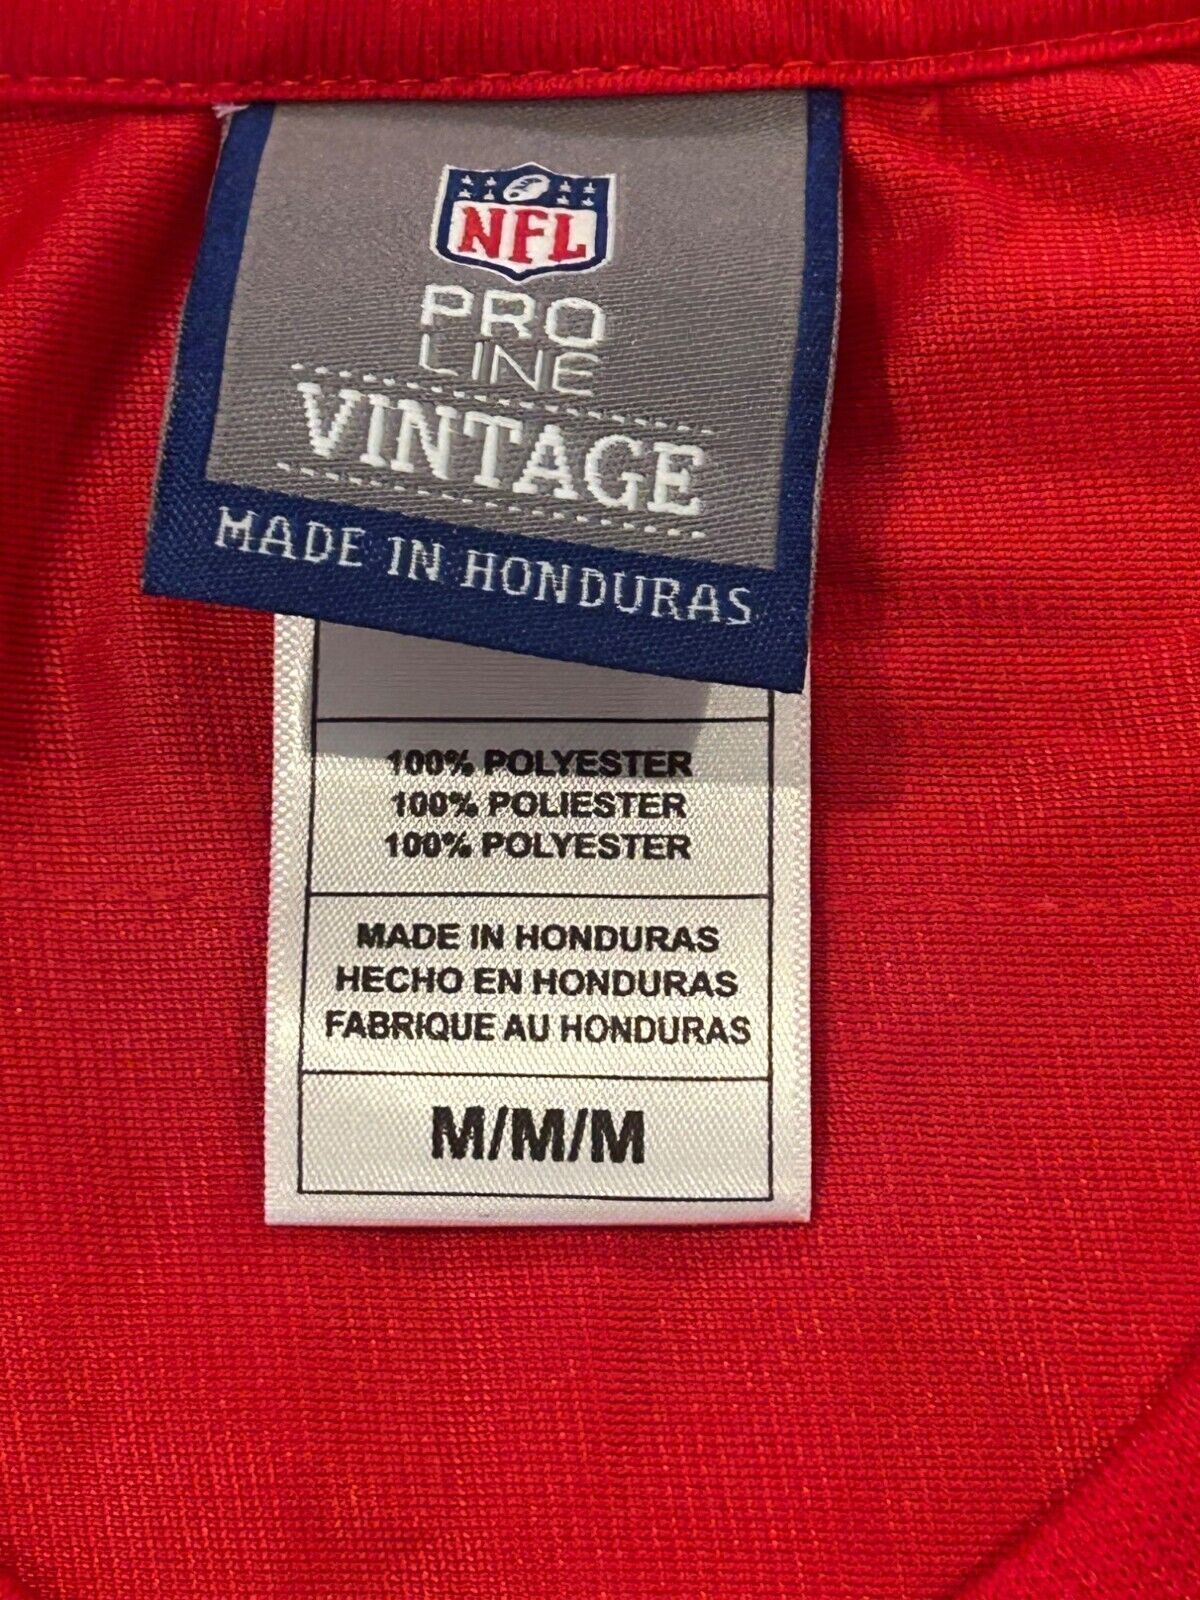 NFL
PRO
LINE
VINTAGE
MADE IN HONDURAS
100% POLYESTER
100% POLIESTER
100% POLYESTER
MADE IN HONDURAS
HECHO EN HONDURAS
FABRIQUE AU HONDURAS
M/M/M